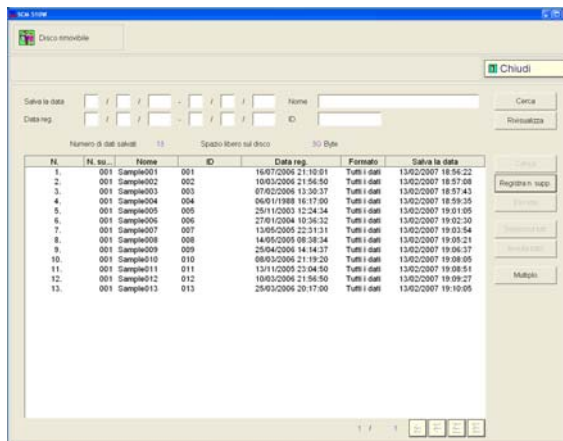 SCM 510W
Disco rimovibile
Chiudi
Salva la data / / - / / Nome Cerca
Data reg. / / - / / ID Rivisualizza
Numero di dati salvati 13 Spazio libero sul disco Byte
N. N. su... Nome ID Data reg. Formato Salva la data
1. 001 Sample001 001 16/07/2006 21:10:01 Tutti i dati 13/02/2007 18:56:22
2. 001 Sample002 002 10/03/2006 21:56:50 Tutti i dati 13/02/2007 18:57:08
3. 001 Sample003 003 07/02/2006 13:30:37 Tutti i dati 13/02/2007 18:57:43
4. 001 Sample004 004 06/01/1988 16:17:00 Tutti i dati 13/02/2007 18:59:35
5. 001 Sample005 005 25/11/2003 12:24:34 Tutti i dati 13/02/2007 19:01:05
6. 001 Sample006 006 27/01/2004 10:36:32 Tutti i dati 13/02/2007 19:02:30
7. 001 Sample007 007 13/05/2005 22:31:31 Tutti i dati 13/02/2007 19:03:54
8. 001 Sample008 008 14/05/2005 08:38:34 Tutti i dati 13/02/2007 19:05:21
9. 001 Sample009 009 25/04/2006 14:14:37 Tutti i dati 13/02/2007 19:06:37
10. 001 Sample010 010 08/03/2006 21:19:20 Tutti i dati 13/02/2007 19:08:05
11. 001 Sample011 011 13/11/2005 23:04:50 Tutti i dati 13/02/2007 19:08:51
12. 001 Sample012 012 10/03/2006 21:56:50 Tutti i dati 13/02/2007 19:09:27
13. 001 Sample013 013 25/03/2006 20:17:00 Tutti i dati 13/02/2007 19:10:05
Registra n. supp.
Multiplo.
1 / 1